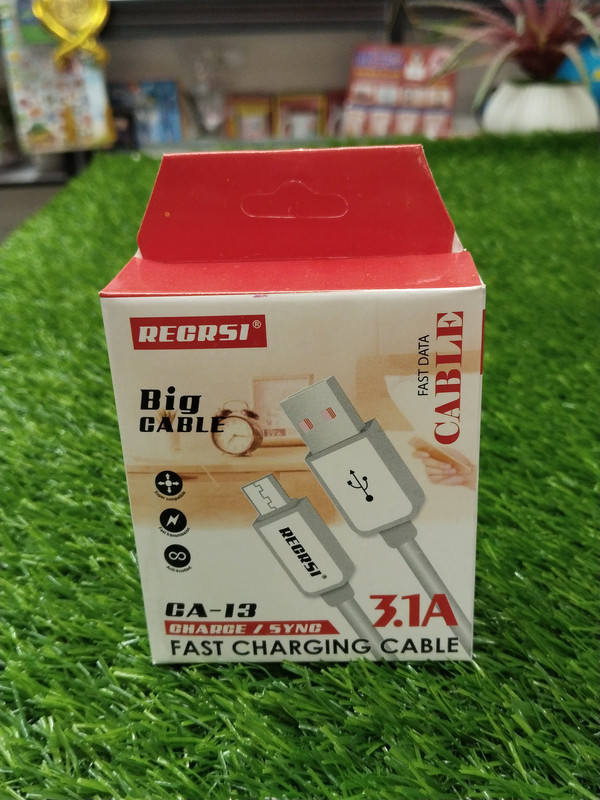 RECRSI®
FAST DATA
CABLE
Big
CABLE
RECRSI®
CA-13
3.1A
CHARGE / SYNC
FAST CHARGING CABLE